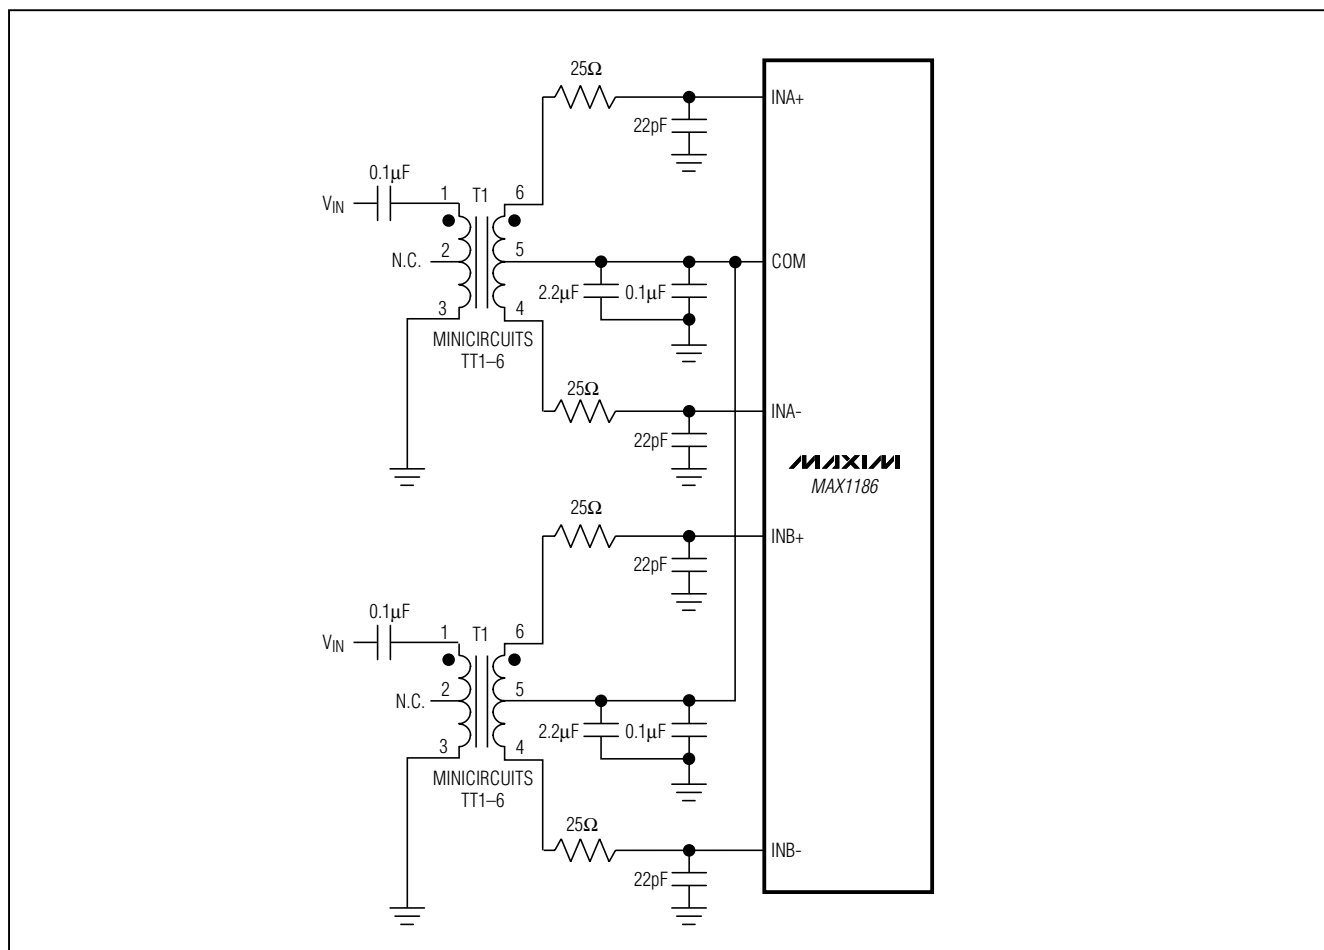 25Ω
INA+
22pF
0.1μF
VIN
1
T1
6
N.C.
2
5
COM
2.2μF
0.1μF
3
4
MINICIRCUITS
TT1–6
25Ω
INA-
22pF
MAXIM
MAX1186
25Ω
INB+
22pF
0.1μF
VIN
1
T1
6
N.C.
2
5
2.2μF
0.1μF
3
4
MINICIRCUITS
TT1–6
25Ω
INB-
22pF